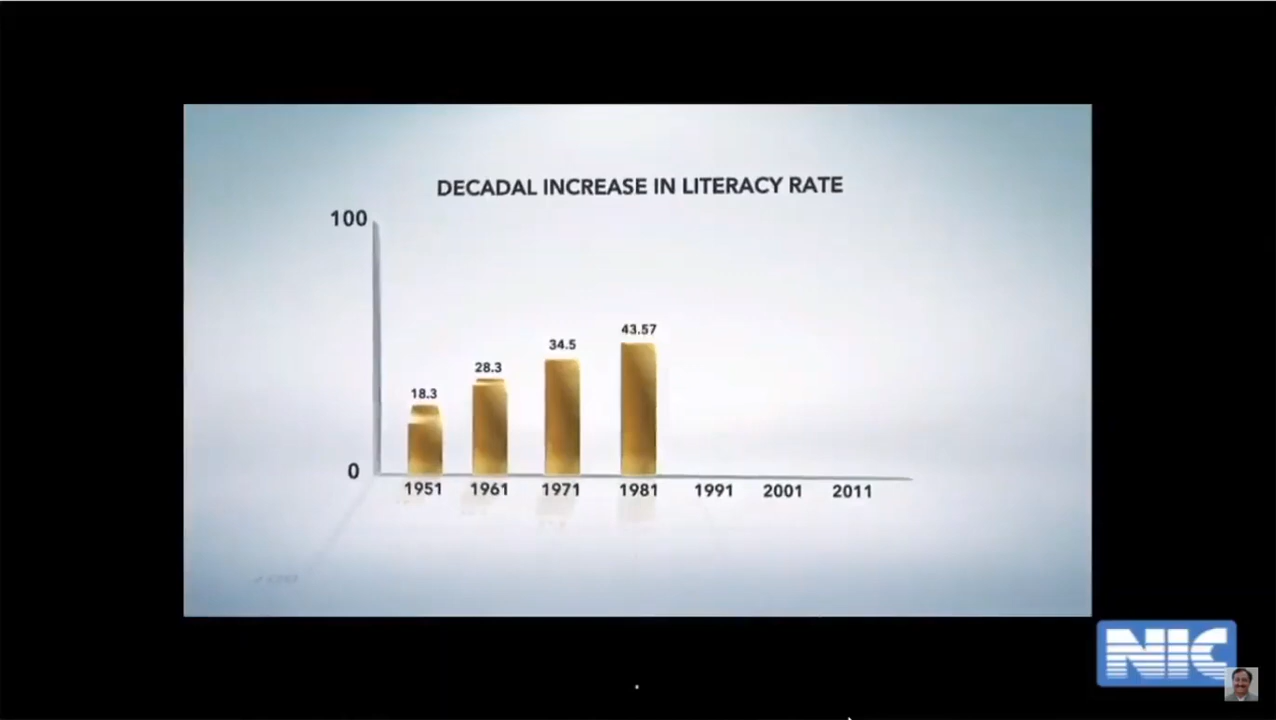 DECADAL INCREASE IN LITERACY RATE
100
43.57
34.5
28.3
18.3
0
1951 1961 1971 1981 1991 2001 2011
NIC